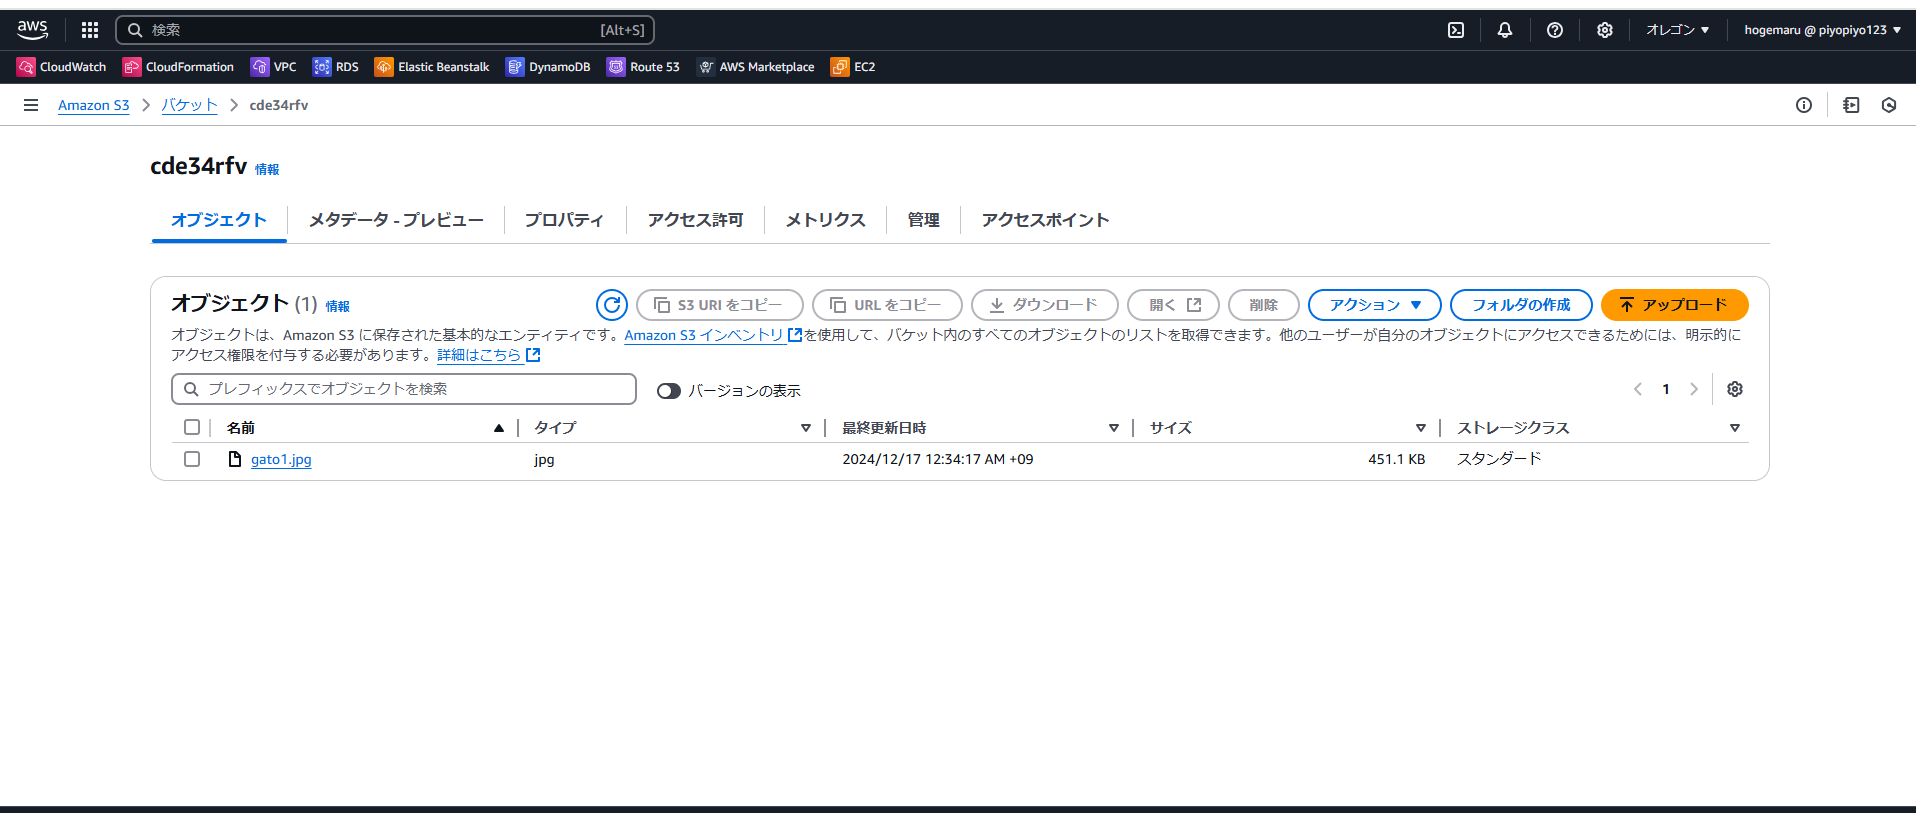 aws 検索 [Alt+S] オレゴン ▼ hogemaru @ piyopiyo123 ▼
CloudWatch CloudFormation VPC RDS Elastic Beanstalk DynamoDB Route 53 AWS Marketplace EC2
Amazon S3 > バケット > cde34rfv
cde34rfv 情報
オブジェクト メタデータ - プレビュー プロパティ アクセス許可 メトリクス 管理 アクセスポイント
オブジェクト (1) 情報 S3 URI をコピー URL をコピー ダウンロード 開く 削除 アクション ▼ フォルダの作成 アップロード
オブジェクトは、Amazon S3 に保存された基本的なエンティティです。Amazon S3 インベントリ を使用して、バケット内のすべてのオブジェクトのリストを取得できます。他のユーザーが自分のオブジェクトにアクセスできるためには、明示的に
アクセス権限を付与する必要があります。詳細はこちら
プレフィックスでオブジェクトを検索 バージョンの表示 < 1 >
名前 ▲ タイプ ▽ 最終更新日時 ▽ サイズ ▽ ストレージクラス ▽
gato1.jpg jpg 2024/12/17 12:34:17 AM +09 451.1 KB スタンダード